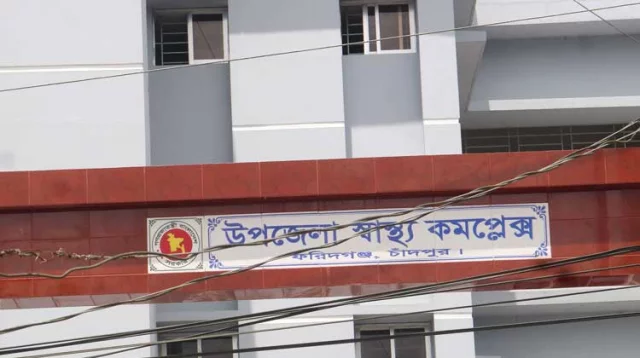 উপজেলা স্বাস্থ্য কমপ্লেক্স
ফরিদগঞ্জ, চাঁদপুর।